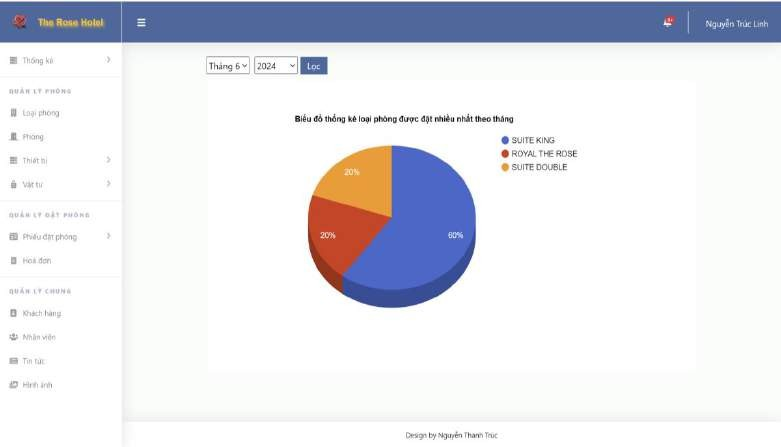 The Rose Hotel
Nguyễn Trúc Linh
Thống kê
QUẢN LÝ PHÒNG
Loại phòng
Phòng
Thiết bị
Vật tư
QUẢN LÝ ĐẶT PHÒNG
Phiếu đặt phòng
Hoá đơn
QUẢN LÝ CHUNG
Khách hàng
Nhân viên
Tin tức
Hình ảnh
Tháng 6 2024 Lọc
Biểu đồ thống kê loại phòng được đặt nhiều nhất theo tháng
SUITE KING
ROYAL THE ROSE
SUITE DOUBLE
20%
20%
60%
Design by Nguyễn Thanh Trúc